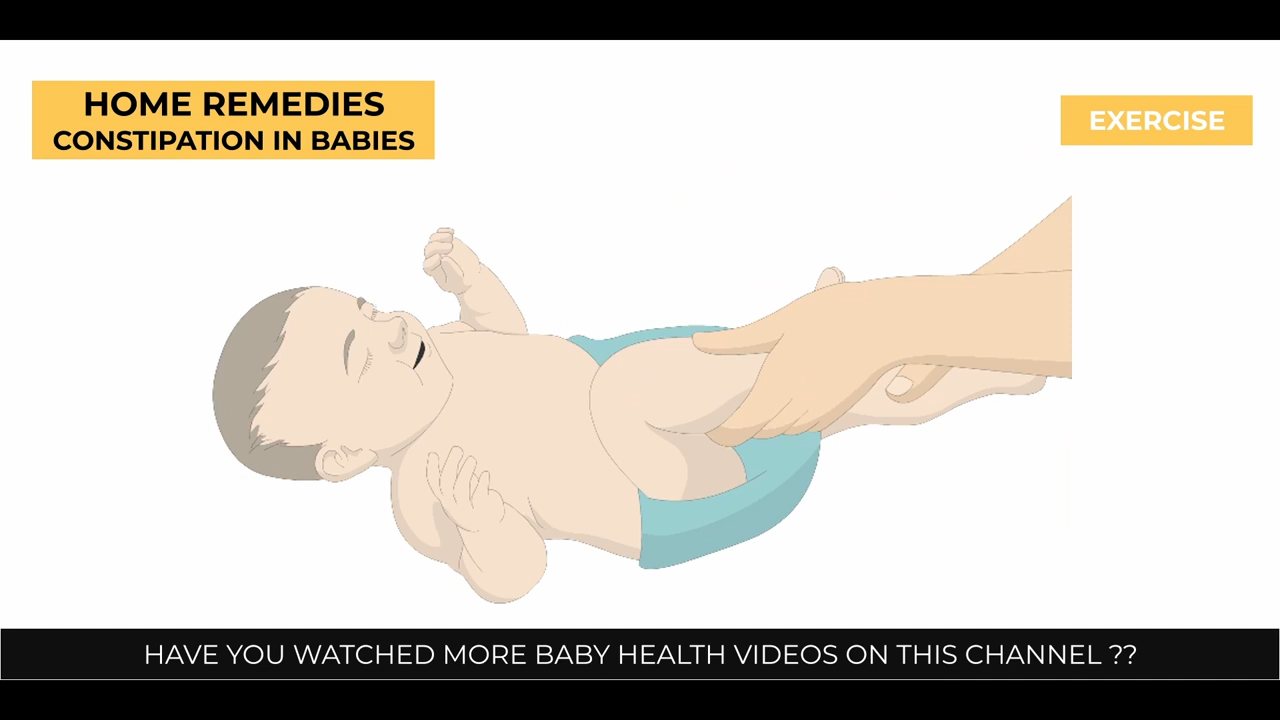 HOME REMEDIES
CONSTIPATION IN BABIES
EXERCISE
HAVE YOU WATCHED MORE BABY HEALTH VIDEOS ON THIS CHANNEL ??